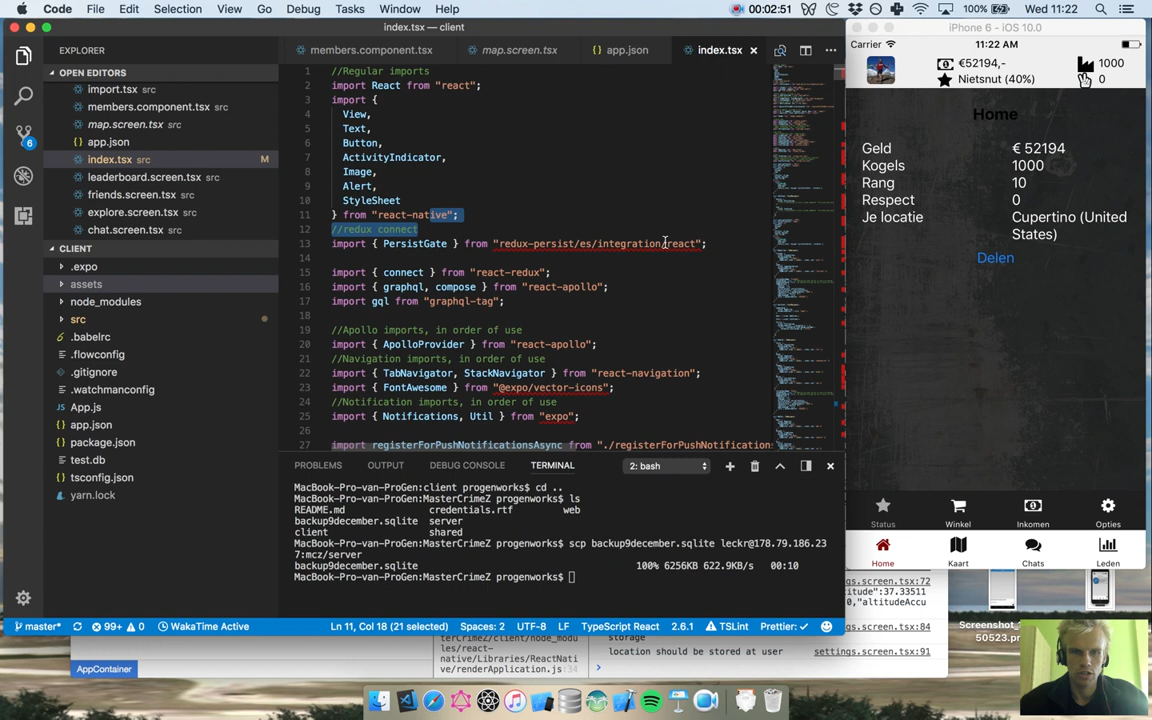 Code File Edit Selection View Go Debug Tasks Window Help
00:02:51 100% Wed 11:22
index.tsx — client
iPhone 6 - iOS 10.0
EXPLORER
members.component.tsx map.screen.tsx app.json index.tsx
OPEN EDITORS
import.tsx
members.component.tsx src
map.screen.tsx src
app.json
index.tsx src M
leaderboard.screen.tsx src
friends.screen.tsx src
explore.screen.tsx src
chat.screen.tsx src
CLIENT
.expo
assets
node_modules
src
.babelrc
.flowconfig
.gitignore
.watchmanconfig
App.js
app.json
package.json
test.db
tsconfig.json
yarn.lock
6
1 //Regular imports
2 import React from "react";
3 import {
4 View,
5 Text,
6 Button,
7 ActivityIndicator,
8 Image,
9 Alert,
10 StyleSheet
11 } from "react-native";
12 //redux connect
13 import { PersistGate } from "redux-persist/es/integration/react";
14
15 import { connect } from "react-redux";
16 import { graphql, compose } from "react-apollo";
17 import gql from "graphql-tag";
18
19 //Apollo imports, in order of use
20 import { ApolloProvider } from "react-apollo";
21 //Navigation imports, in order of use
22 import { TabNavigator, StackNavigator } from "react-navigation";
23 import { FontAwesome } from "@expo/vector-icons";
24 //Notification imports, in order of use
25 import { Notifications, Util } from "expo";
26
27 import registerForPushNotificationsAsync from "./registerForPushNotifications
PROBLEMS OUTPUT DEBUG CONSOLE TERMINAL 2: bash
MacBook-Pro-van-ProGen:client progenworks$ cd ..
MacBook-Pro-van-ProGen:MasterCrimeZ progenworks$ ls
README.md credentials.rtf web
backup9december.sqlite server
client shared
MacBook-Pro-van-ProGen:MasterCrimeZ progenworks$ scp backup9december.sqlite leckr@178.79.186.23
7:mcz/server
backup9december.sqlite 100% 6256KB 622.9KB/s 00:10
MacBook-Pro-van-ProGen:MasterCrimeZ progenworks$
master* 99+ 0 WakaTime Active Ln 11, Col 18 (21 selected) Spaces: 2 UTF-8 LF TypeScript React 2.6.1 TSLint Prettier:
Carrier 11:22 AM
€52194,- 1000
Nietsnut (40%) 0
Home
Geld € 52194
Kogels 1000
Rang 10
Respect 0
Je locatie Cupertino (United
States)
Delen
Status Winkel Inkomen Opties
Home Kaart Chats Leden
AppContainer
terCrimeZ/client/node_modu
les/react-
native/Libraries/ReactNati
ve/renderApplication.js:34
ngs.screen.tsx:72
itude":37.33511
0,"altitudeAccu
ngs.screen.tsx:84
storage
location should be stored at user settings.screen.tsx:91
Screenshot_
50523.pn